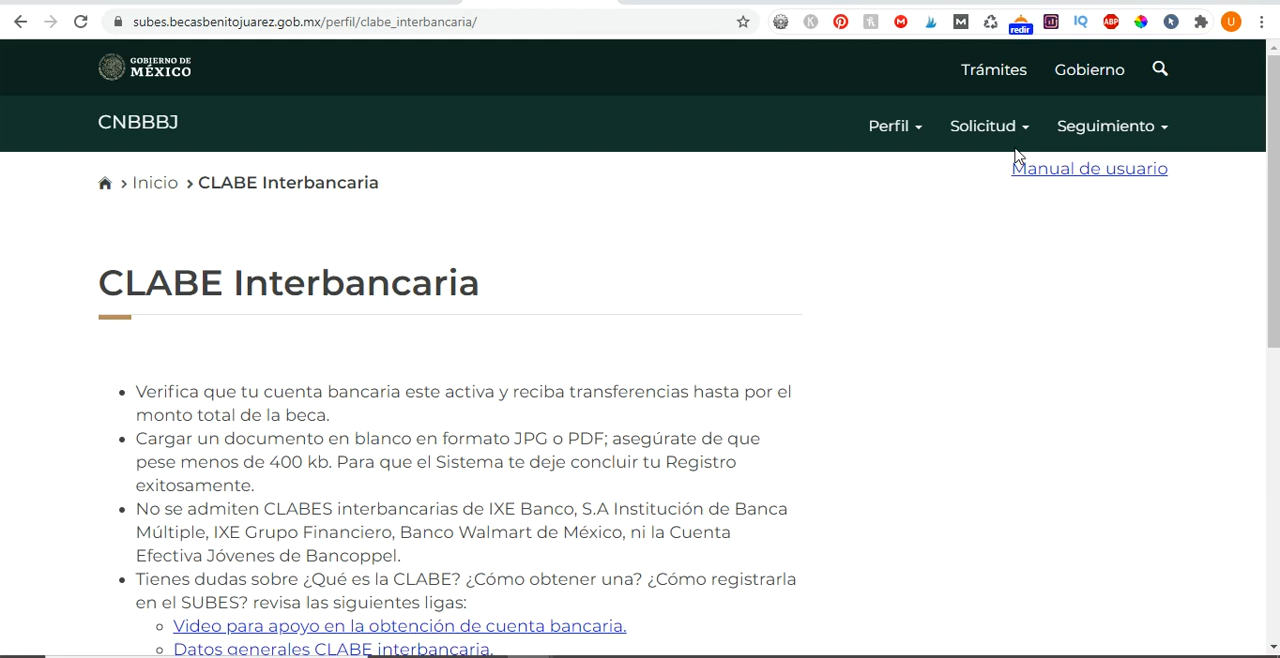 subes.becasbenitojuarez.gob.mx/perfil/clabe_interbancaria/
redir
IQ
ABP
U
GOBIERNO DE
MÉXICO
Trámites Gobierno
CNBBBJ
Perfil Solicitud Seguimiento
Manual de usuario
Inicio > CLABE Interbancaria
CLABE Interbancaria
• Verifica que tu cuenta bancaria este activa y reciba transferencias hasta por el
monto total de la beca.
• Cargar un documento en blanco en formato JPG o PDF; asegúrate de que
pese menos de 400 kb. Para que el Sistema te deje concluir tu Registro
exitosamente.
• No se admiten CLABES interbancarias de IXE Banco, S.A Institución de Banca
Múltiple, IXE Grupo Financiero, Banco Walmart de México, ni la Cuenta
Efectiva Jóvenes de Bancoppel.
• Tienes dudas sobre ¿Qué es la CLABE? ¿Cómo obtener una? ¿Cómo registrarla
en el SUBES? revisa las siguientes ligas:
Video para apoyo en la obtención de cuenta bancaria.
Datos generales CLABE interbancaria.